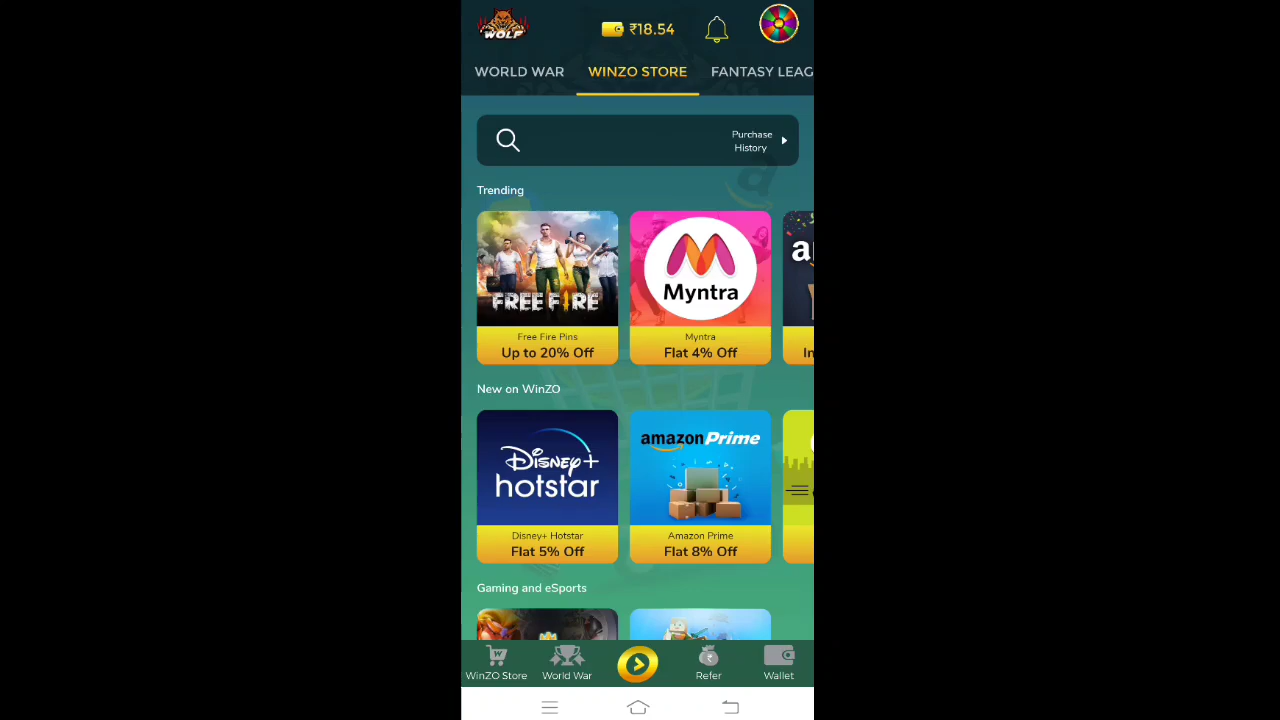 WOLF
₹18.54
WORLD WAR
WINZO STORE
FANTASY LEAG
Purchase
History
Trending
FREE FIRE
Myntra
Free Fire Pins
Up to 20% Off
Myntra
Flat 4% Off
New on WinZO
Disney+
hotstar
amazon Prime
Disney+ Hotstar
Flat 5% Off
Amazon Prime
Flat 8% Off
Gaming and eSports
WinZO Store
World War
Refer
Wallet